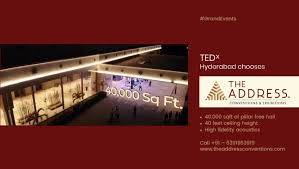 #GrandEvents
TEDx
Hyderabad chooses
40,000 Sq Ft.
THE
ADDRESS.
CONVENTIONS & EXHIBITIONS
40,000 sqft of pillar free hall
40 feet ceiling height
High fidelity acoustics
Call +91 –
www.theaddressconventions.com